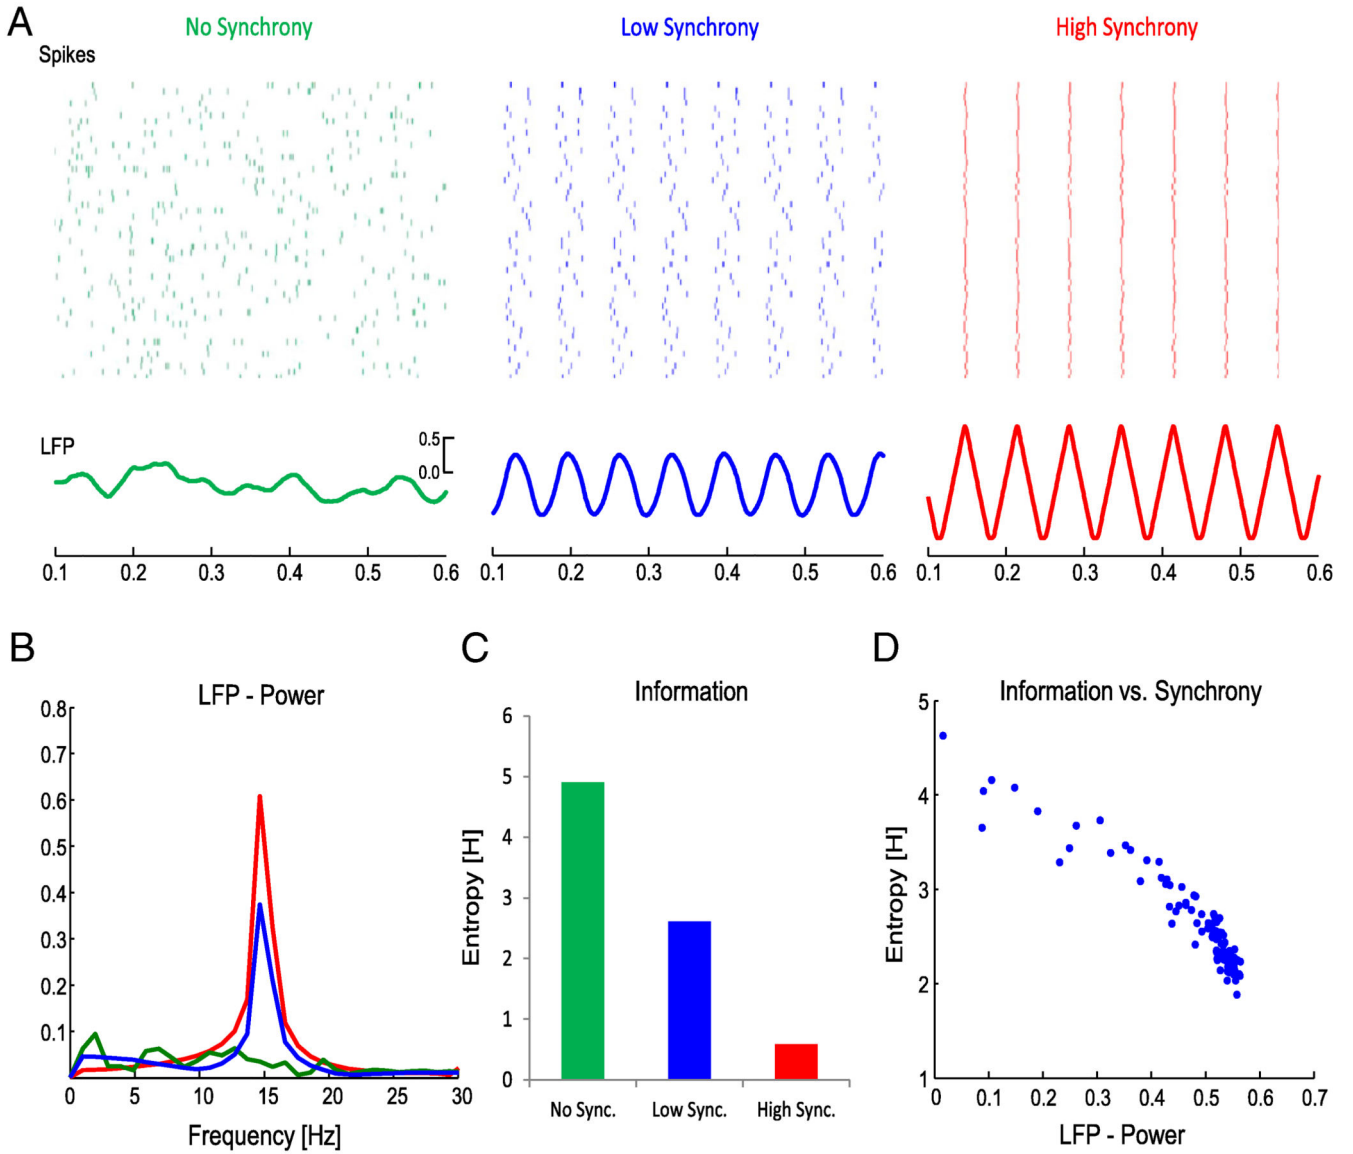 A
No Synchrony
Low Synchrony
High Synchrony
Spikes
LFP
0.5
0.0
0.1 0.2 0.3 0.4 0.5 0.6
0.1 0.2 0.3 0.4 0.5 0.6
0.1 0.2 0.3 0.4 0.5 0.6
B
LFP - Power
0.8
0.7
0.6
0.5
0.4
0.3
0.2
0.1
0 5 10 15 20 25 30
Frequency [Hz]
C
Information
Entropy [H]
6
5
4
3
2
1
0
No Sync. Low Sync. High Sync.
D
Information vs. Synchrony
Entropy [H]
5
4
3
2
1
0 0.1 0.2 0.3 0.4 0.5 0.6 0.7
LFP - Power